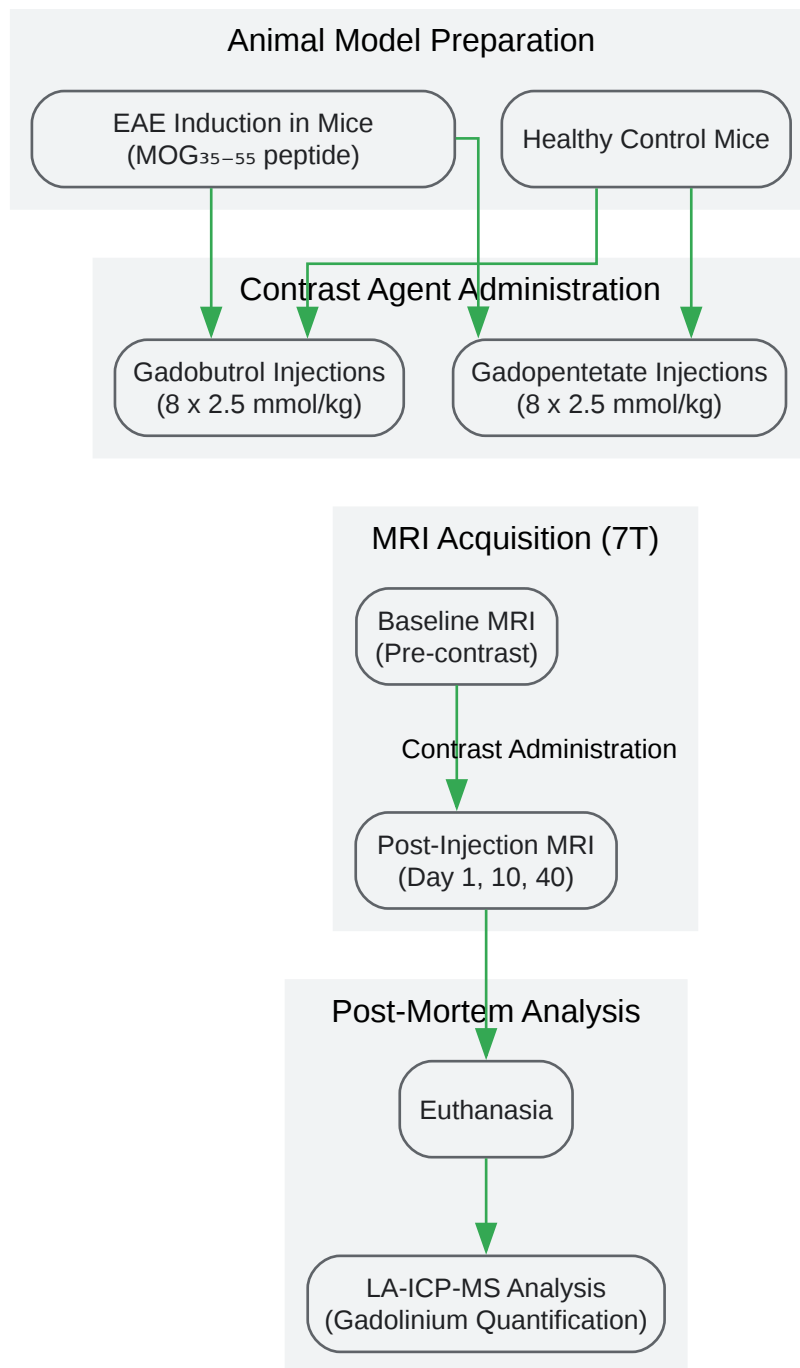 Animal Model Preparation
EAE Induction in Mice
(MOG₃₅₋₅₅ peptide)
Healthy Control Mice
Contrast Agent Administration
Gadobutrol Injections
(8 x 2.5 mmol/kg)
Gadopentetate Injections
(8 x 2.5 mmol/kg)
MRI Acquisition (7T)
Baseline MRI
(Pre-contrast)
Contrast Administration
Post-Injection MRI
(Day 1, 10, 40)
Post-Mortem Analysis
Euthanasia
LA-ICP-MS Analysis
(Gadolinium Quantification)